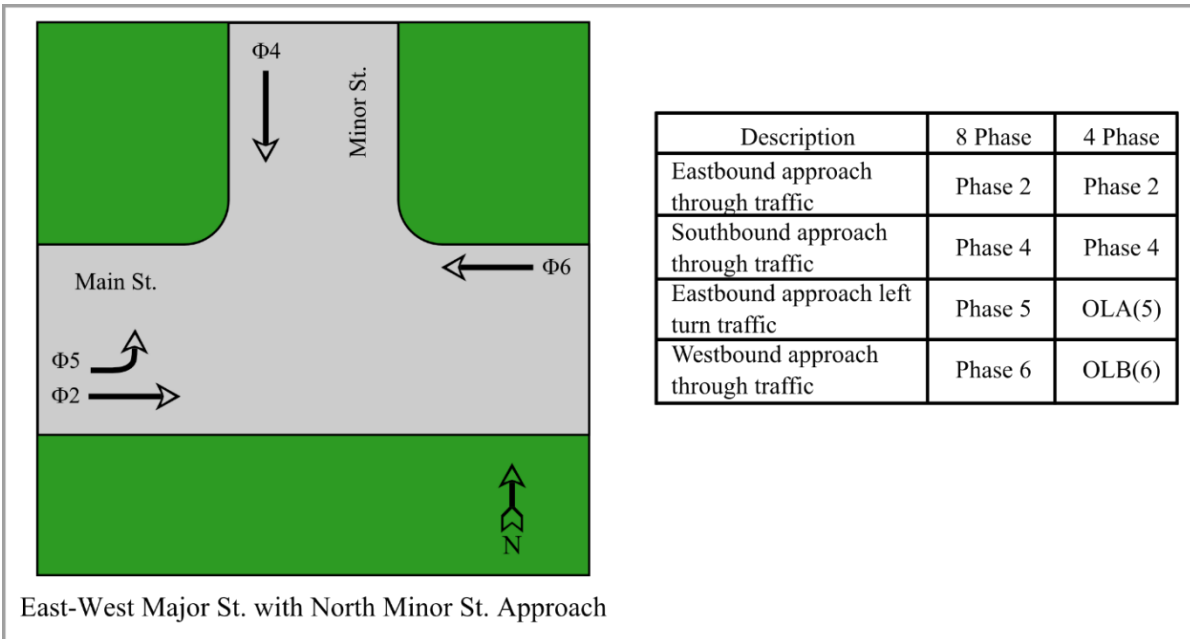 Φ4
Minor St.
Φ6
Main St.
Φ5
Φ2
N
East-West Major St. with North Minor St. Approach
Description 8 Phase 4 Phase
Eastbound approach
through traffic Phase 2 Phase 2
Southbound approach
through traffic Phase 4 Phase 4
Eastbound approach left
turn traffic Phase 5 OLA(5)
Westbound approach
through traffic Phase 6 OLB(6)